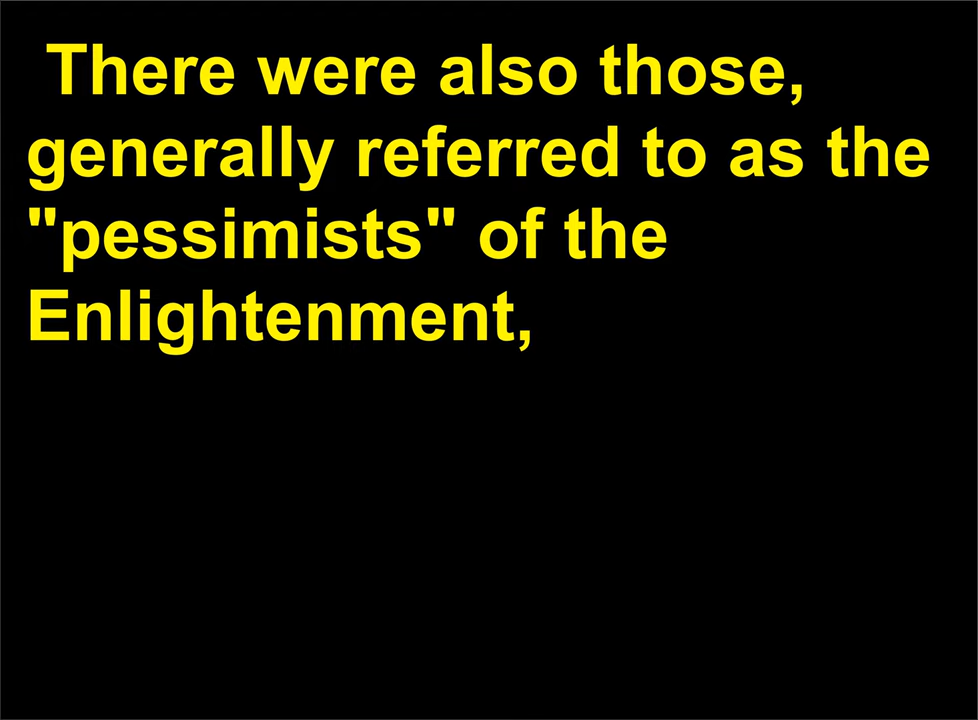 There were also those,
generally referred to as the
"pessimists" of the
Enlightenment,